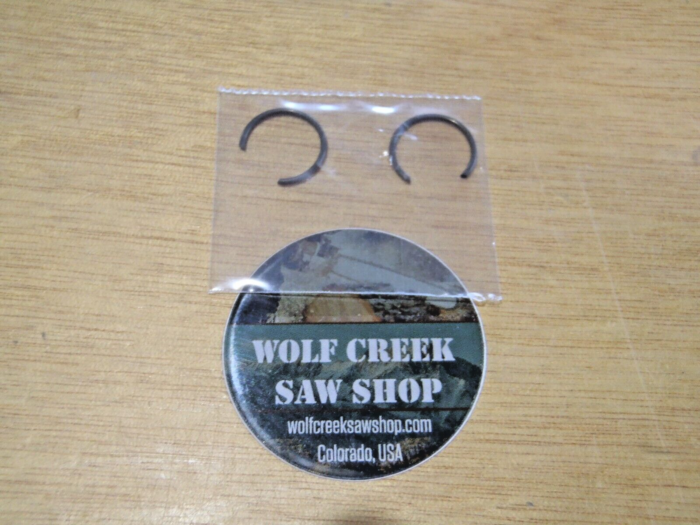 WOLF CREEK
SAW SHOP
wolfcreeksawshop.com
Colorado, USA